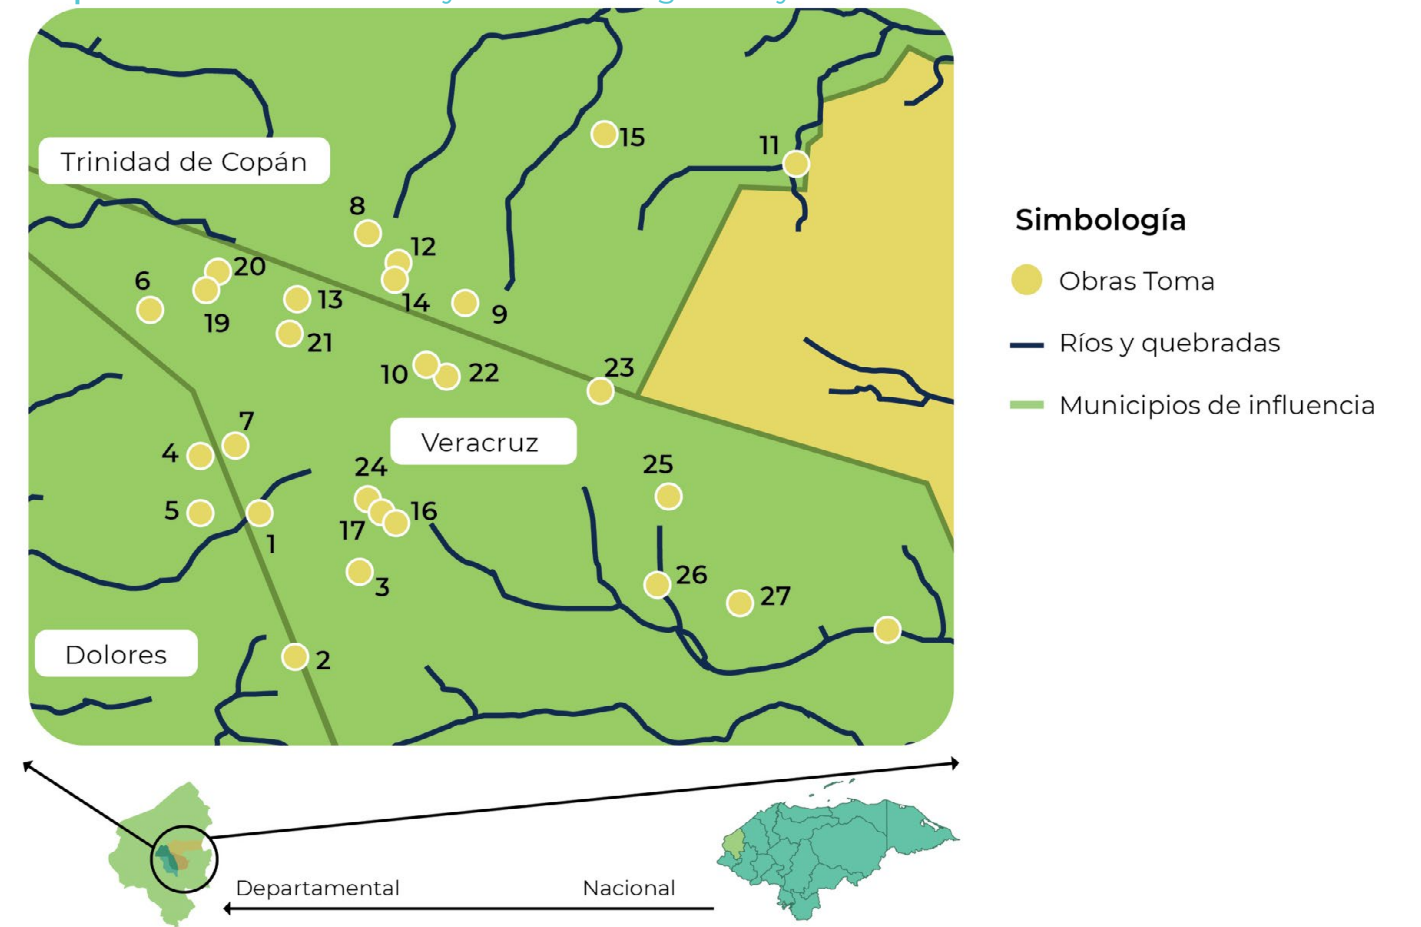 Trinidad de Copán
15
11
8
12
20
6
13
14
9
19
21
10
22
23
7
4
Veracruz
24
25
5
16
17
1
3
26
27
Dolores
2
Simbología
Obras Toma
Ríos y quebradas
Municipios de influencia
Departamental
Nacional